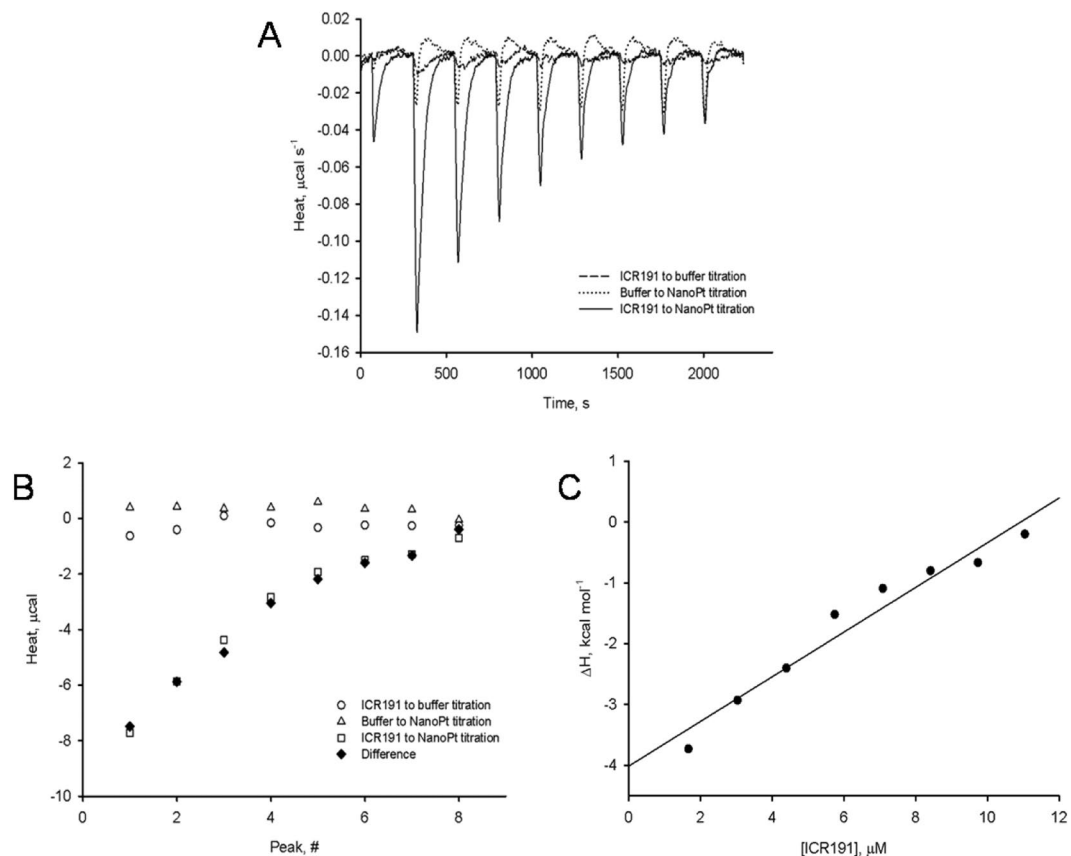 A
0.02
0.00
-0.02
-0.04
-0.06
-0.08
-0.10
-0.12
-0.14
-0.16
Heat, μcal s⁻¹
ICR191 to buffer titration
Buffer to NanoPt titration
ICR191 to NanoPt titration
0 500 1000 1500 2000
Time, s
B
2
0
-2
-4
-6
-8
-10
Heat, μcal
ICR191 to buffer titration
Buffer to NanoPt titration
ICR191 to NanoPt titration
Difference
0 2 4 6 8
Peak, #
C
1
0
-1
-2
-3
-4
ΔH, kcal mol⁻¹
0 2 4 6 8 10 12
[ICR191], μM